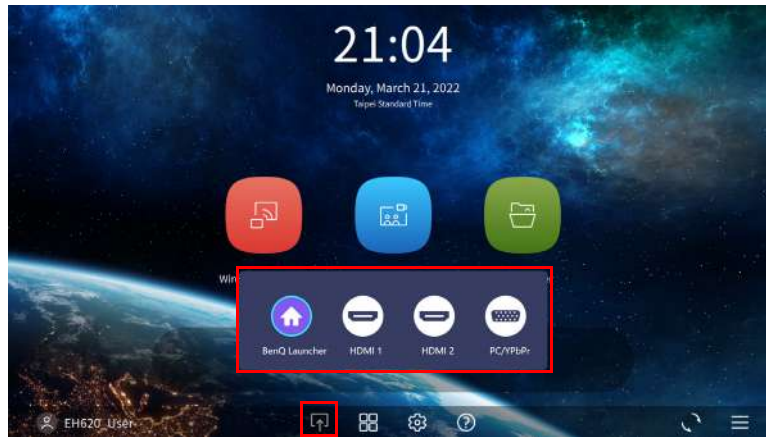 21:04
Monday, March 21, 2022
Taipei Standard Time
BenQ Launcher HDMI 1 HDMI 2 PC/YPbPr
EH620_User